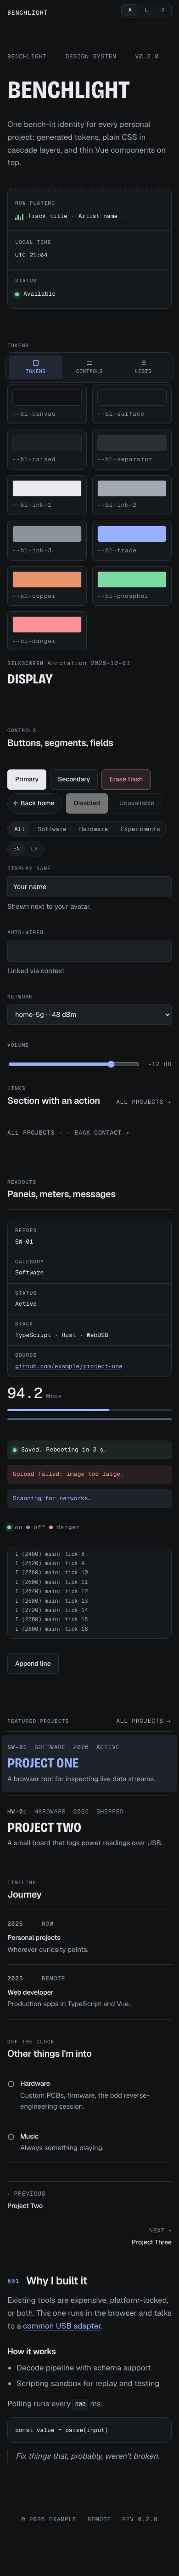 BENCHLIGHT
A L D
BENCHLIGHT DESIGN SYSTEM V0.2.0
BENCHLIGHT
One bench-lit identity for every personal
project: generated tokens, plain CSS in
cascade layers, and thin Vue components on
top.
NOW PLAYING
Track title · Artist name
LOCAL TIME
UTC 21:04
STATUS
Available
TOKENS
TOKENS CONTROLS LISTS
--bl-canvas --bl-surface
--bl-raised --bl-separator
--bl-ink-1 --bl-ink-2
--bl-ink-3 --bl-trace
--bl-copper --bl-phosphor
--bl-danger
SILKSCREEN Annotation 2026-10-03
DISPLAY
CONTROLS
Buttons, segments, fields
Primary Secondary Erase flash
← Back home Disabled Unavailable
All Software Hardware Experiments
EN LV
DISPLAY NAME
Your name
Shown next to your avatar.
AUTO-WIRED
Linked via context
NETWORK
home-5g · -48 dBm
VOLUME
-12 dB
LINKS
Section with an action ALL PROJECTS →
ALL PROJECTS → ← BACK CONTACT ↗
READOUTS
Panels, meters, messages
REFDES
SW-01
CATEGORY
Software
STATUS
Active
STACK
TypeScript · Rust · WebUSB
SOURCE
github.com/example/project-one
94.2 Mbps
Saved. Rebooting in 3 s.
Upload failed: image too large.
Scanning for networks…
on off danger
I (2480) main: tick 8
I (2520) main: tick 9
I (2560) main: tick 10
I (2600) main: tick 11
I (2640) main: tick 12
I (2680) main: tick 13
I (2720) main: tick 14
I (2760) main: tick 15
I (2800) main: tick 16
Append line
FEATURED PROJECTS ALL PROJECTS →
SW-01 SOFTWARE 2026 ACTIVE
PROJECT ONE
A browser tool for inspecting live data streams.
HW-01 HARDWARE 2025 SHIPPED
PROJECT TWO
A small board that logs power readings over USB.
TIMELINE
Journey
2025 NOW
Personal projects
Wherever curiosity points.
2023 REMOTE
Web developer
Production apps in TypeScript and Vue.
OFF THE CLOCK
Other things I'm into
Hardware
Custom PCBs, firmware, the odd reverse-
engineering session.
Music
Always something playing.
← PREVIOUS
Project Two
NEXT →
Project Three
§01 Why I built it
Existing tools are expensive, platform-locked,
or both. This one runs in the browser and talks
to a common USB adapter.
How it works
• Decode pipeline with schema support
• Scripting sandbox for replay and testing
Polling runs every 500 ms:
const value = parse(input)
Fix things that, probably, weren't broken.
© 2026 EXAMPLE REMOTE REV 0.2.0